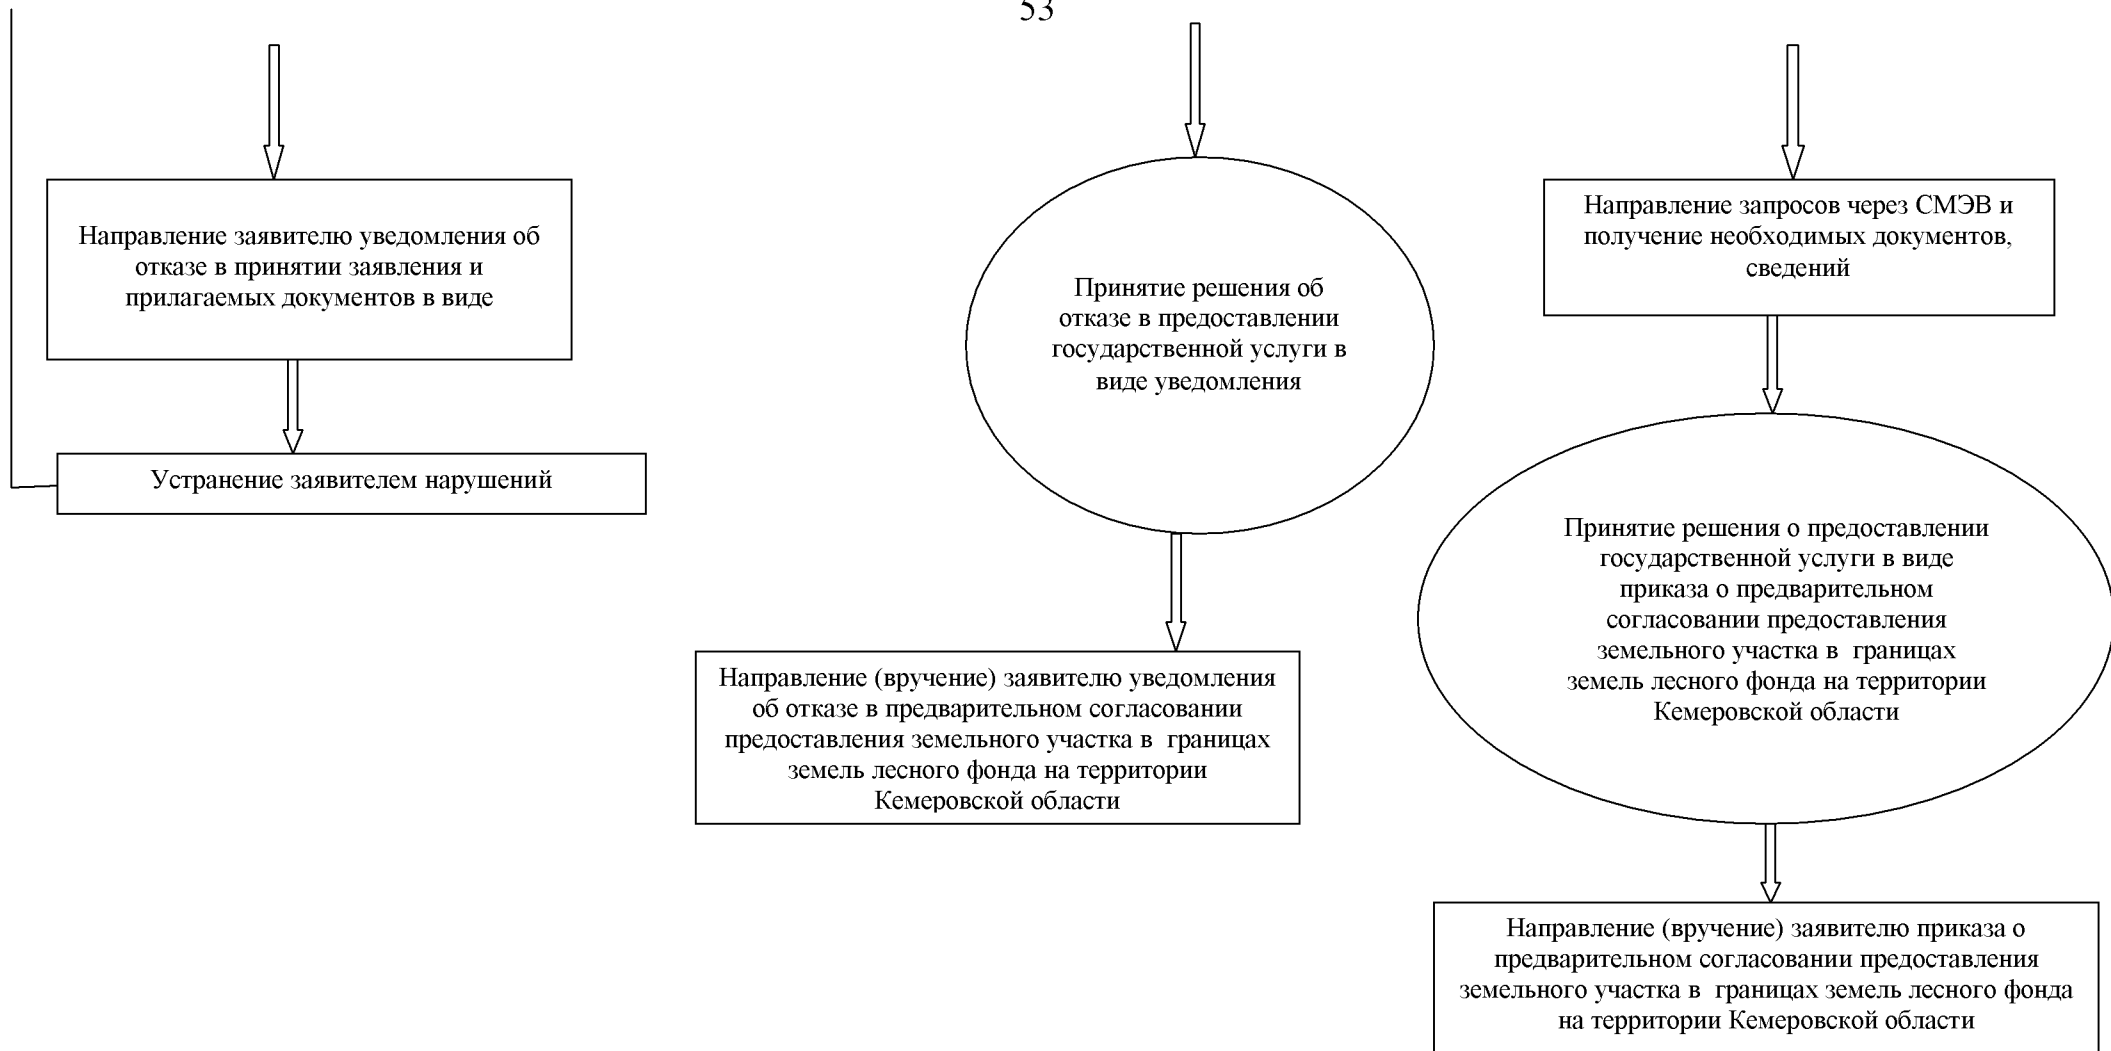 53
Направление заявителю уведомления об
отказе в принятии заявления и
прилагаемых документов в виде
Устранение заявителем нарушений
Принятие решения об
отказе в предоставлении
государственной услуги в
виде уведомления
Направление (вручение) заявителю уведомления
об отказе в предварительном согласовании
предоставления земельного участка в  границах
земель лесного фонда на территории
Кемеровской области
Направление запросов через СМЭВ и
получение необходимых документов,
сведений
Принятие решения о предоставлении
государственной услуги в виде
приказа о предварительном
согласовании предоставления
земельного участка в  границах
земель лесного фонда на территории
Кемеровской области
Направление (вручение) заявителю приказа о
предварительном согласовании предоставления
земельного участка в  границах земель лесного фонда
на территории Кемеровской области